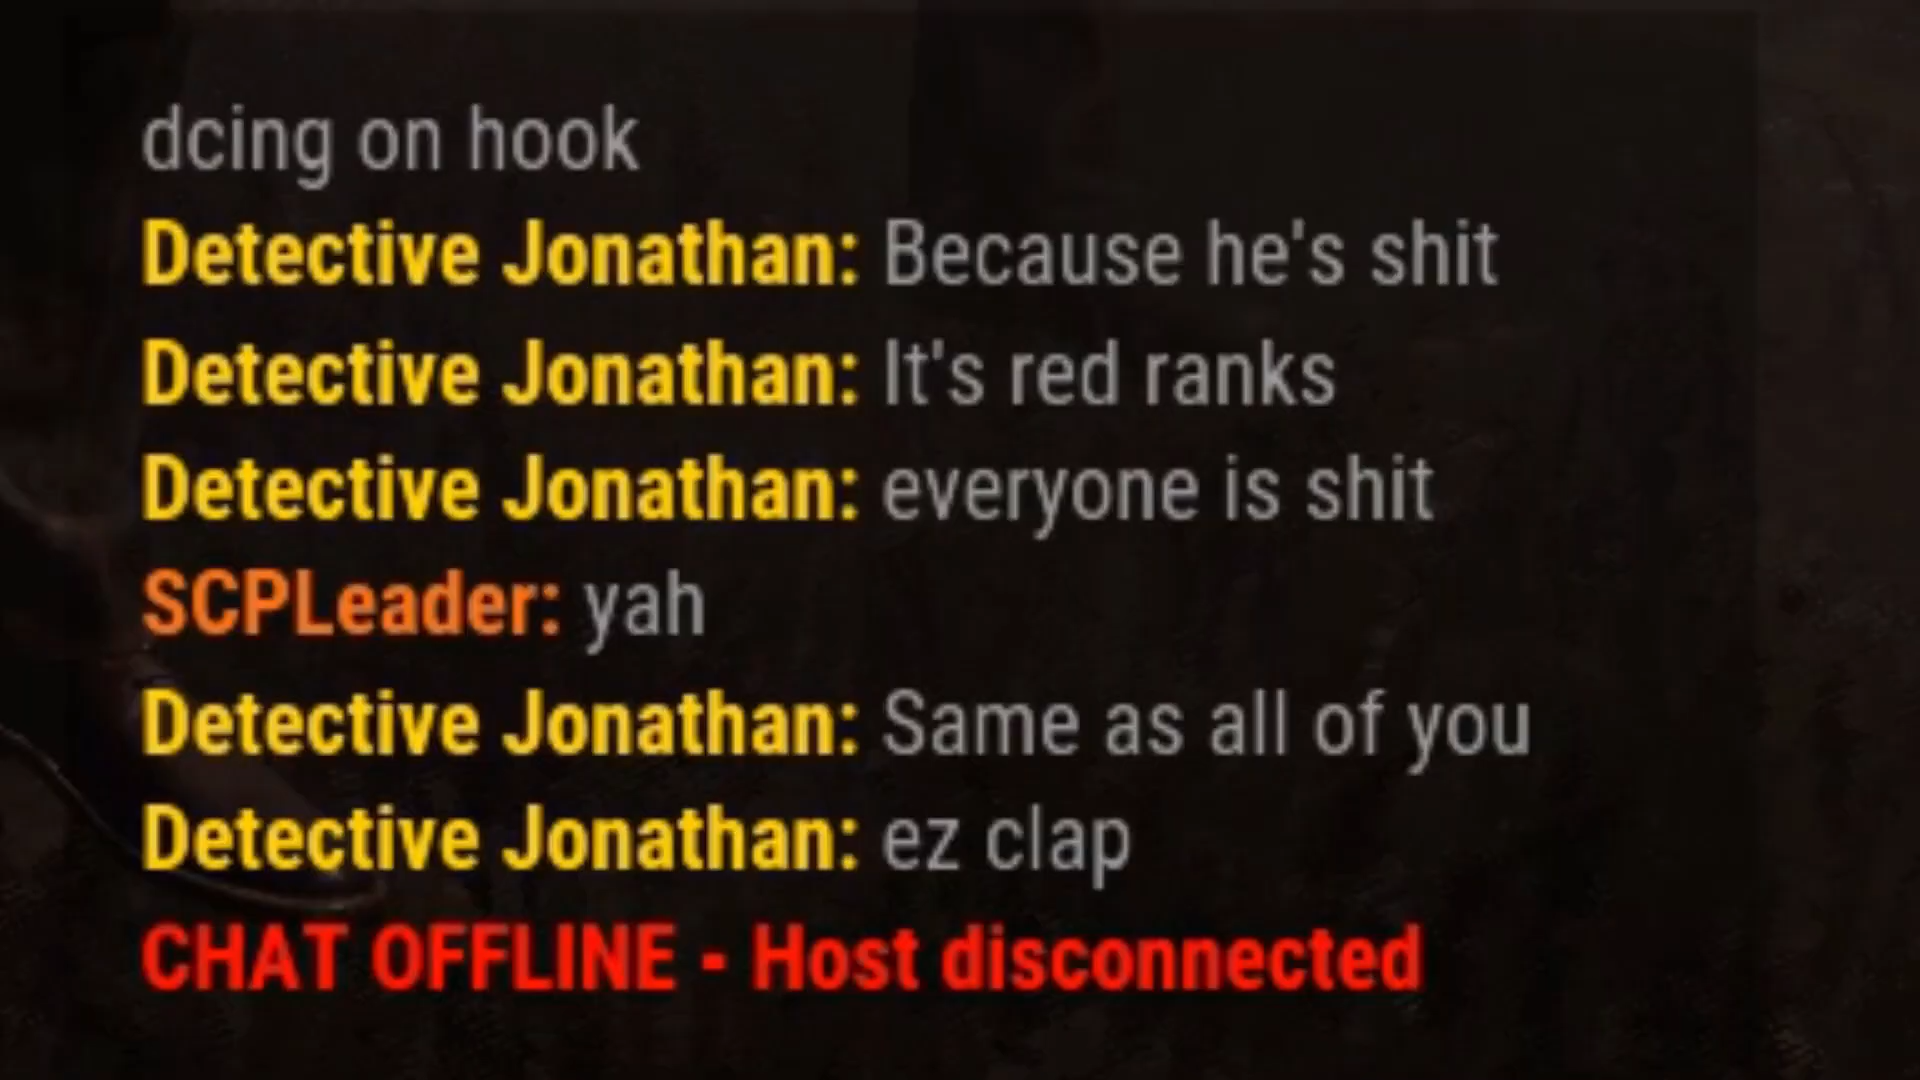 dcing on hook
Detective Jonathan: Because he's shit
Detective Jonathan: It's red ranks
Detective Jonathan: everyone is shit
SCPLeader: yah
Detective Jonathan: Same as all of you
Detective Jonathan: ez clap
CHAT OFFLINE - Host disconnected